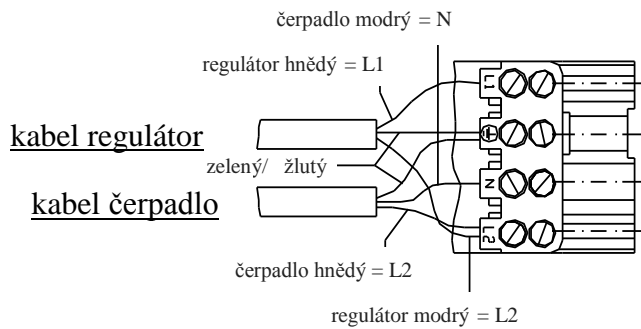 čerpadlo modrý = N
regulátor hnědý = L1
kabel regulátor
zelený/ žlutý
kabel čerpadlo
čerpadlo hnědý = L2
regulátor modrý = L2
L1
N
L2